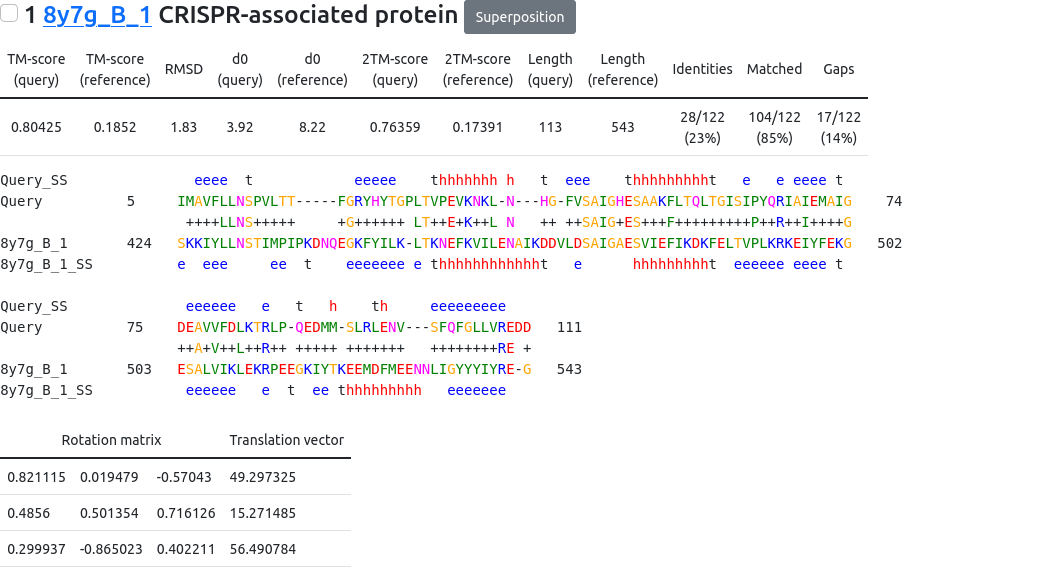 1 8y7g_B_1 CRISPR-associated protein Superposition
TM-score (query) TM-score (reference) RMSD d0 (query) d0 (reference) 2TM-score (query) 2TM-score (reference) Length (query) Length (reference) Identities Matched Gaps
0.80425 0.1852 1.83 3.92 8.22 0.76359 0.17391 113 543 28/122 (23%) 104/122 (85%) 17/122 (14%)
Query_SS eeee  t            eeeee    thhhhhhh h   t  eee    thhhhhhhhht   e   e eeee t
Query 5 IMAVFLLNSPVLTT-----FGRYHYTGPLTVPEVKNKL-N---HG-FVSAIGHESAAKFLTQLTGISIPYQRIAIEMAIG 74
++++LLNS+++++     +G++++++ LT++E+K++L N   ++ ++SAIG+ES+++F+++++++++P++R++I++++G
8y7g_B_1 424 SKKIYLLNSTIMPIPKDNQEGKFYILK-LTKNEFKVILENAIKDDVLDSAIGAESVIEFIKDKFELTVPLKRKEIYFEKG 502
8y7g_B_1_SS e  eee     ee  t    eeeeeee e thhhhhhhhhhhht   e      hhhhhhhhht  eeeeee eeee t
Query_SS eeeeee   e   t   h    th     eeeeeeeee
Query 75 DEAVVFDLKTRLP-QEDMM-SLRLENV---SFQFGLLVREDD 111
++A+V++L++R++ +++++ +++++++   ++++++++RE +
8y7g_B_1 503 ESALVIKLEKRPEEGKIYTKEEMDFMEENNLIGYYYIYRE-G 543
8y7g_B_1_SS eeeeee   e  t  ee thhhhhhhhh   eeeeeee
Rotation matrix Translation vector
0.821115 0.019479 -0.57043 49.297325
0.4856 0.501354 0.716126 15.271485
0.299937 -0.865023 0.402211 56.490784